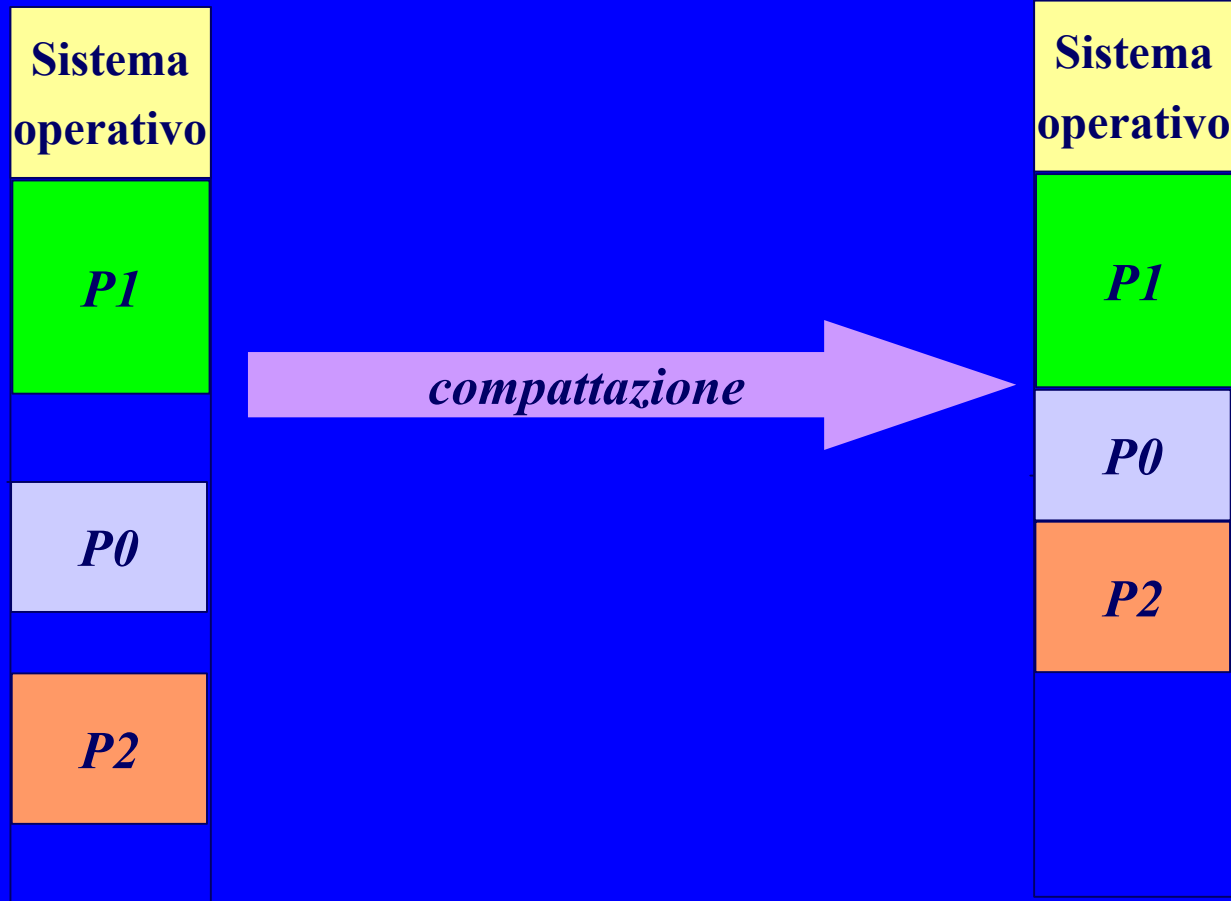 Sistema
operativo
P1
P0
P2
compattazione
Sistema
operativo
P1
P0
P2